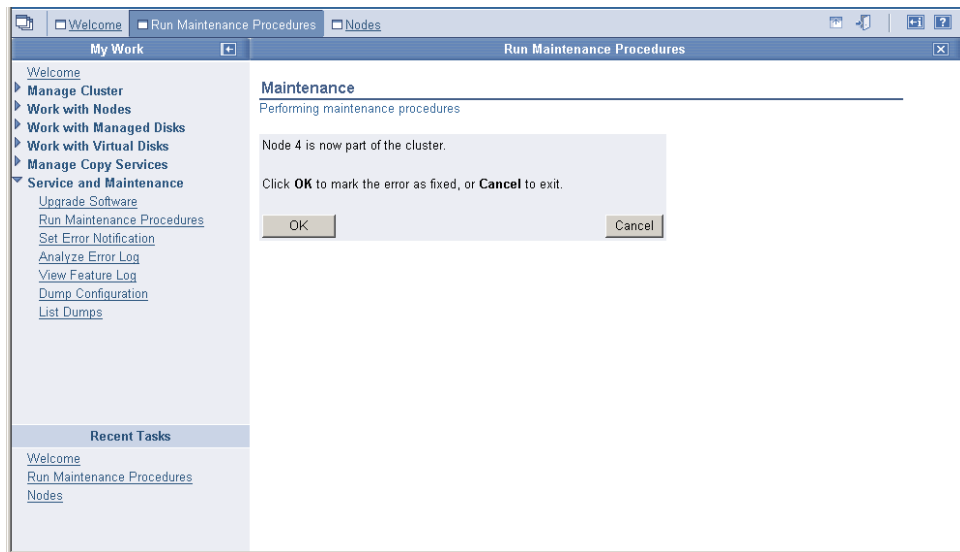 Welcome Run Maintenance Procedures Nodes
My Work
Run Maintenance Procedures
Welcome
Manage Cluster
Work with Nodes
Work with Managed Disks
Work with Virtual Disks
Manage Copy Services
Service and Maintenance
Upgrade Software
Run Maintenance Procedures
Set Error Notification
Analyze Error Log
View Feature Log
Dump Configuration
List Dumps
Recent Tasks
Welcome
Run Maintenance Procedures
Nodes
Maintenance
Performing maintenance procedures
Node 4 is now part of the cluster.
Click OK to mark the error as fixed, or Cancel to exit.
OK Cancel